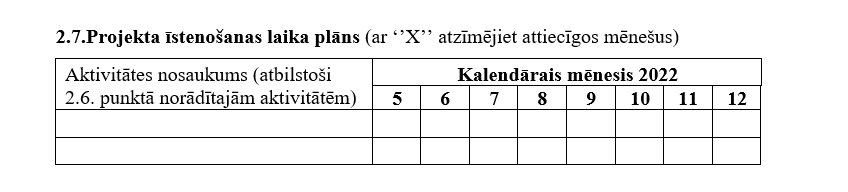 2.7.Projekta īstenošanas laika plāns (ar ‘’X’’ atzīmējiet attiecīgos mēnešus)
Aktivitātes nosaukums (atbilstoši
2.6. punktā norādītajām aktivitātēm)
Kalendārais mēnesis 2022
5 6 7 8 9 10 11 12